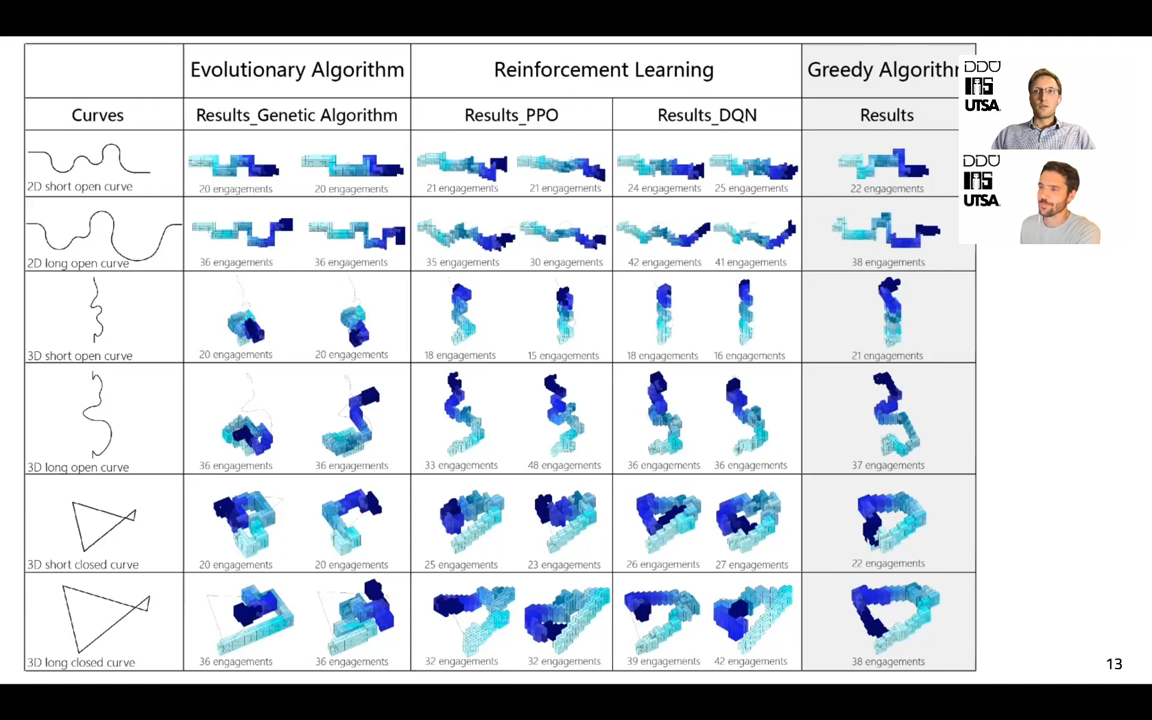 Evolutionary Algorithm Reinforcement Learning Greedy Algorithm
Curves Results_Genetic Algorithm Results_PPO Results_DQN Results
2D short open curve 20 engagements 20 engagements 21 engagements 21 engagements 24 engagements 25 engagements 22 engagements
2D long open curve 36 engagements 36 engagements 35 engagements 30 engagements 42 engagements 41 engagements 38 engagements
3D short open curve 20 engagements 20 engagements 18 engagements 15 engagements 18 engagements 16 engagements 21 engagements
3D long open curve 36 engagements 36 engagements 33 engagements 48 engagements 36 engagements 36 engagements 37 engagements
3D short closed curve 20 engagements 20 engagements 25 engagements 23 engagements 26 engagements 27 engagements 22 engagements
3D long closed curve 36 engagements 36 engagements 32 engagements 32 engagements 39 engagements 42 engagements 38 engagements
DDU
UTSA
DDU
UTSA
13